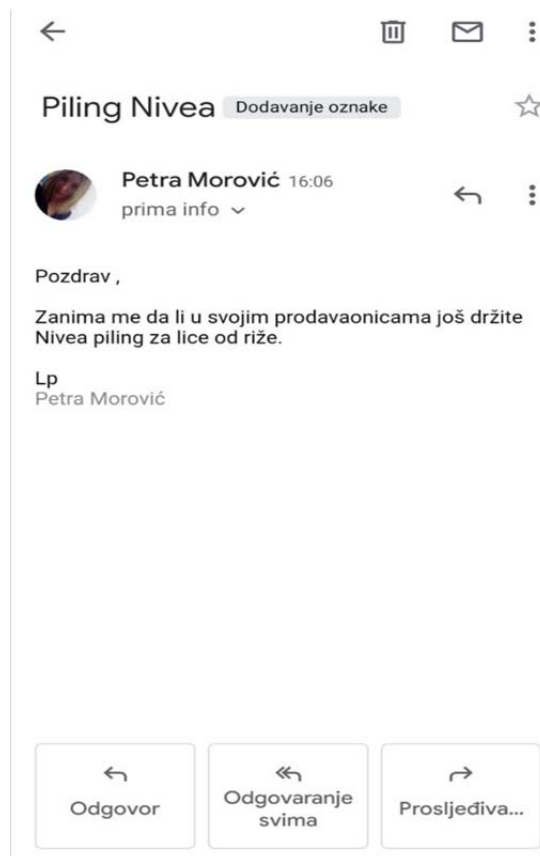 Piling Nivea Dodavanje oznake
Petra Morović 16:06
prima info
Pozdrav ,
Zanima me da li u svojim prodavaonicama još držite
Nivea piling za lice od riže.
Lp
Petra Morović
Odgovor
Odgovaranje
svima
Prosljeđiva...